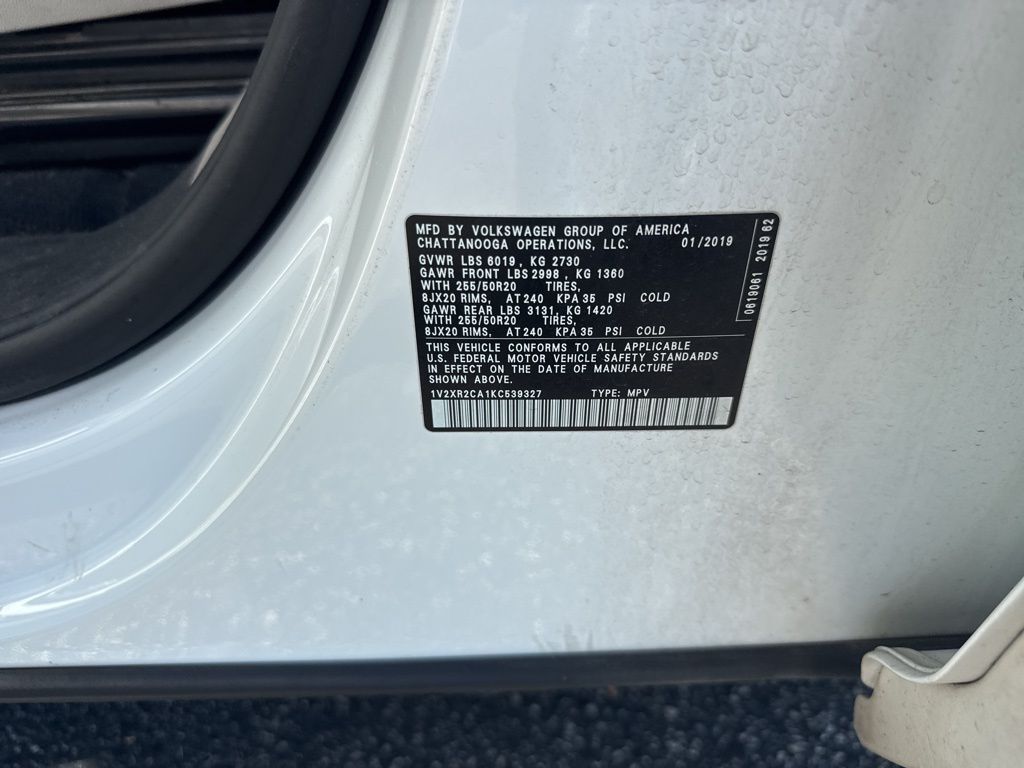 MFD BY VOLKSWAGEN GROUP OF AMERICA
CHATTANOOGA OPERATIONS, LLC. 01/2019
GVWR LBS 6019, KG 2730
GAWR FRONT LBS 2998, KG 1360
WITH 255/50R20 TIRES,
8JX20 RIMS, AT 240 KPA 35 PSI COLD
GAWR REAR LBS 3131, KG 1420
WITH 255/50R20 TIRES,
8JX20 RIMS, AT 240 KPA 35 PSI COLD
THIS VEHICLE CONFORMS TO ALL APPLICABLE
U.S. FEDERAL MOTOR VEHICLE SAFETY STANDARDS
IN EFFECT ON THE DATE OF MANUFACTURE
SHOWN ABOVE.
1V2XR2CA1KC539327 TYPE: MPV
0619061 2019 62